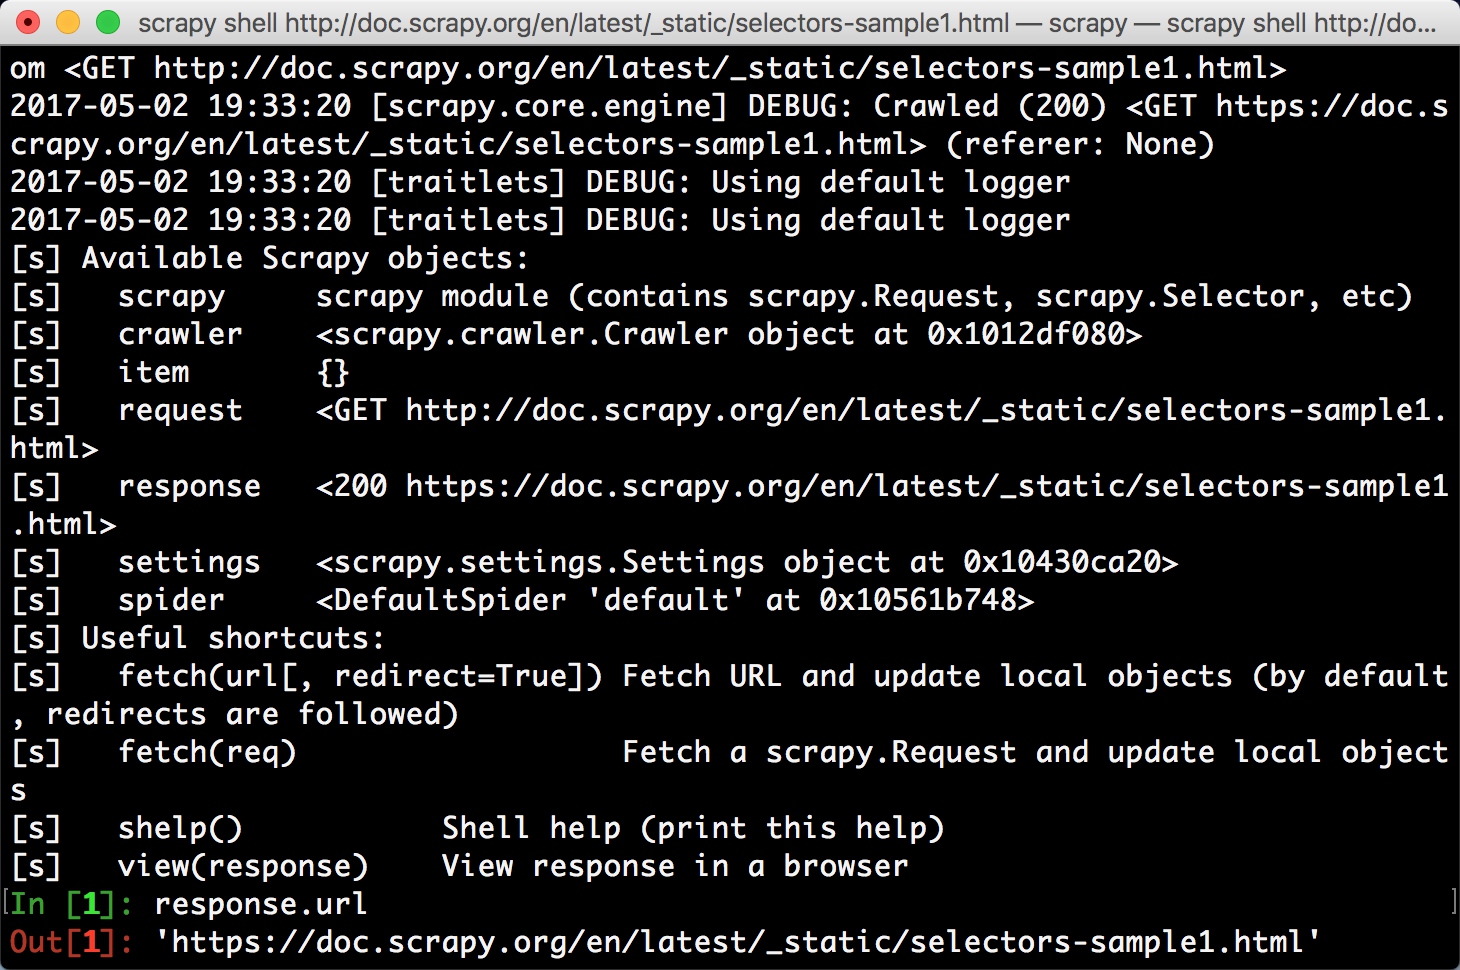 scrapy shell http://doc.scrapy.org/en/latest/_static/selectors-sample1.html — scrapy — scrapy shell http://do...
om <GET http://doc.scrapy.org/en/latest/_static/selectors-sample1.html>
2017-05-02 19:33:20 [scrapy.core.engine] DEBUG: Crawled (200) <GET https://doc.s
crapy.org/en/latest/_static/selectors-sample1.html> (referer: None)
2017-05-02 19:33:20 [traitlets] DEBUG: Using default logger
2017-05-02 19:33:20 [traitlets] DEBUG: Using default logger
[s] Available Scrapy objects:
[s]   scrapy     scrapy module (contains scrapy.Request, scrapy.Selector, etc)
[s]   crawler    <scrapy.crawler.Crawler object at 0x1012df080>
[s]   item       {}
[s]   request    <GET http://doc.scrapy.org/en/latest/_static/selectors-sample1.
html>
[s]   response   <200 https://doc.scrapy.org/en/latest/_static/selectors-sample1
.html>
[s]   settings   <scrapy.settings.Settings object at 0x10430ca20>
[s]   spider     <DefaultSpider 'default' at 0x10561b748>
[s] Useful shortcuts:
[s]   fetch(url[, redirect=True]) Fetch URL and update local objects (by default
, redirects are followed)
[s]   fetch(req)                  Fetch a scrapy.Request and update local object
s
[s]   shelp()           Shell help (print this help)
[s]   view(response)    View response in a browser
In [1]: response.url
Out[1]: 'https://doc.scrapy.org/en/latest/_static/selectors-sample1.html'